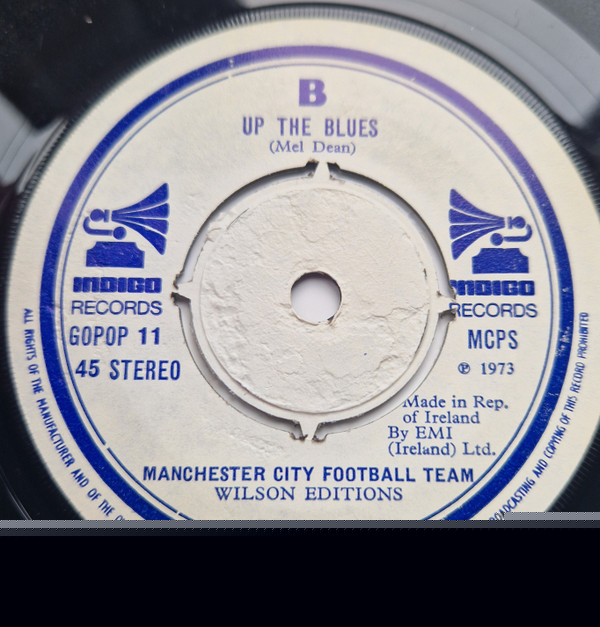 B
UP THE BLUES
(Mel Dean)
INDIGO
RECORDS
GOPOP 11
45 STEREO
INDIGO
RECORDS
MCPS
℗ 1973
Made in Rep.
of Ireland
By EMI
(Ireland) Ltd.
MANCHESTER CITY FOOTBALL TEAM
WILSON EDITIONS
ALL RIGHTS OF THE MANUFACTURER AND OF THE
BROADCASTING AND COPYING OF THIS RECORD PROHIBITED